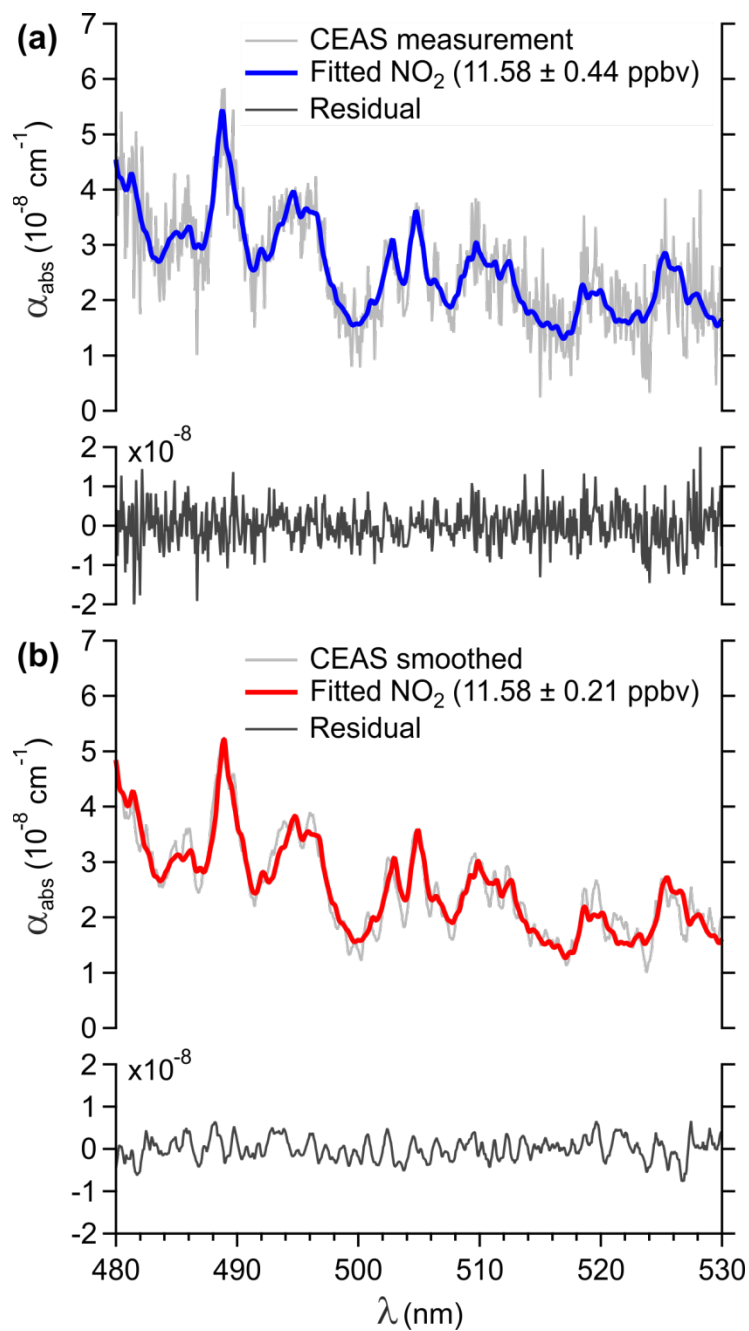 (a)
7
6
5
4
3
2
1
0
α_abs (10⁻⁸ cm⁻¹)
CEAS measurement
Fitted NO₂ (11.58 ± 0.44 ppbv)
Residual
x10⁻⁸
2
1
0
-1
-2
(b)
7
6
5
4
3
2
1
0
α_abs (10⁻⁸ cm⁻¹)
CEAS smoothed
Fitted NO₂ (11.58 ± 0.21 ppbv)
Residual
x10⁻⁸
2
1
0
-1
-2
480 490 500 510 520 530
λ (nm)